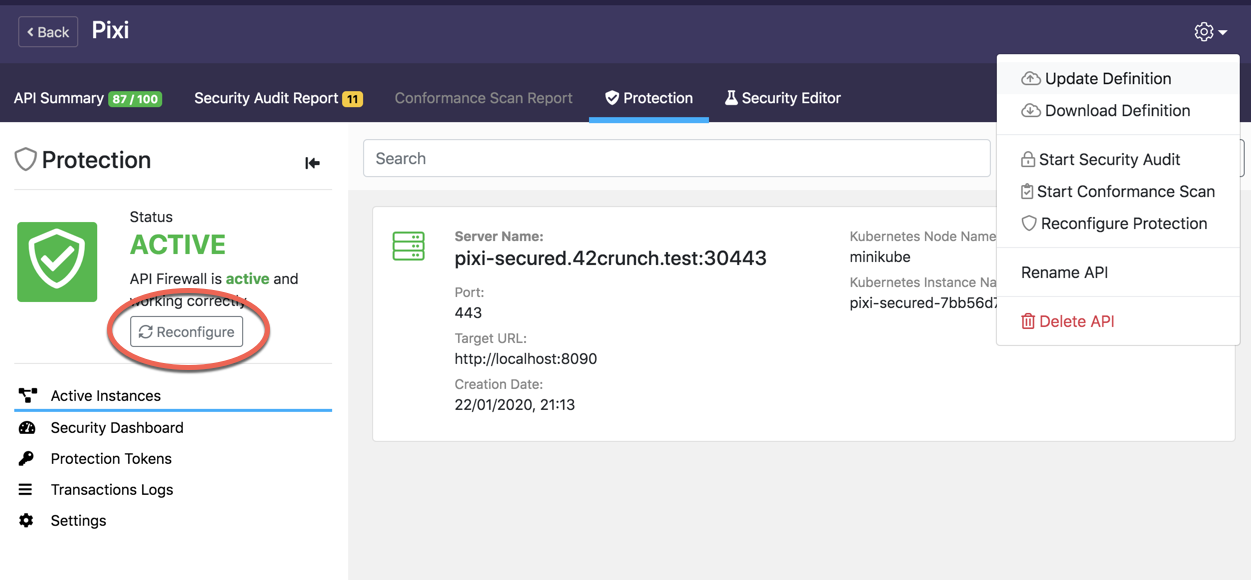 Back
Pixi
API Summary 87 / 100
Security Audit Report 11
Conformance Scan Report
Protection
Security Editor
Update Definition
Download Definition
Start Security Audit
Start Conformance Scan
Reconfigure Protection
Rename API
Delete API
Protection
Status
ACTIVE
API Firewall is active and
working correctly.
Reconfigure
Active Instances
Security Dashboard
Protection Tokens
Transactions Logs
Settings
Search
Server Name:
pixi-secured.42crunch.test:30443
Port:
443
Target URL:
http://localhost:8090
Creation Date:
22/01/2020, 21:13
Kubernetes Node Name
minikube
Kubernetes Instance Na
pixi-secured-7bb56d7